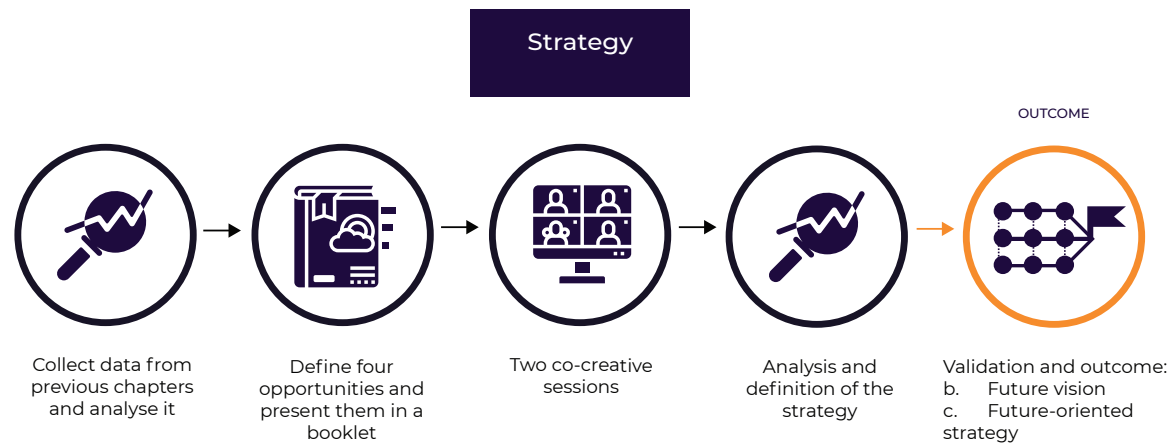 Strategy
OUTCOME
Collect data from
previous chapters
and analyse it
Define four
opportunities and
present them in a
booklet
Two co-creative
sessions
Analysis and
definition of the
strategy
Validation and outcome:
b. Future vision
c. Future-oriented
strategy